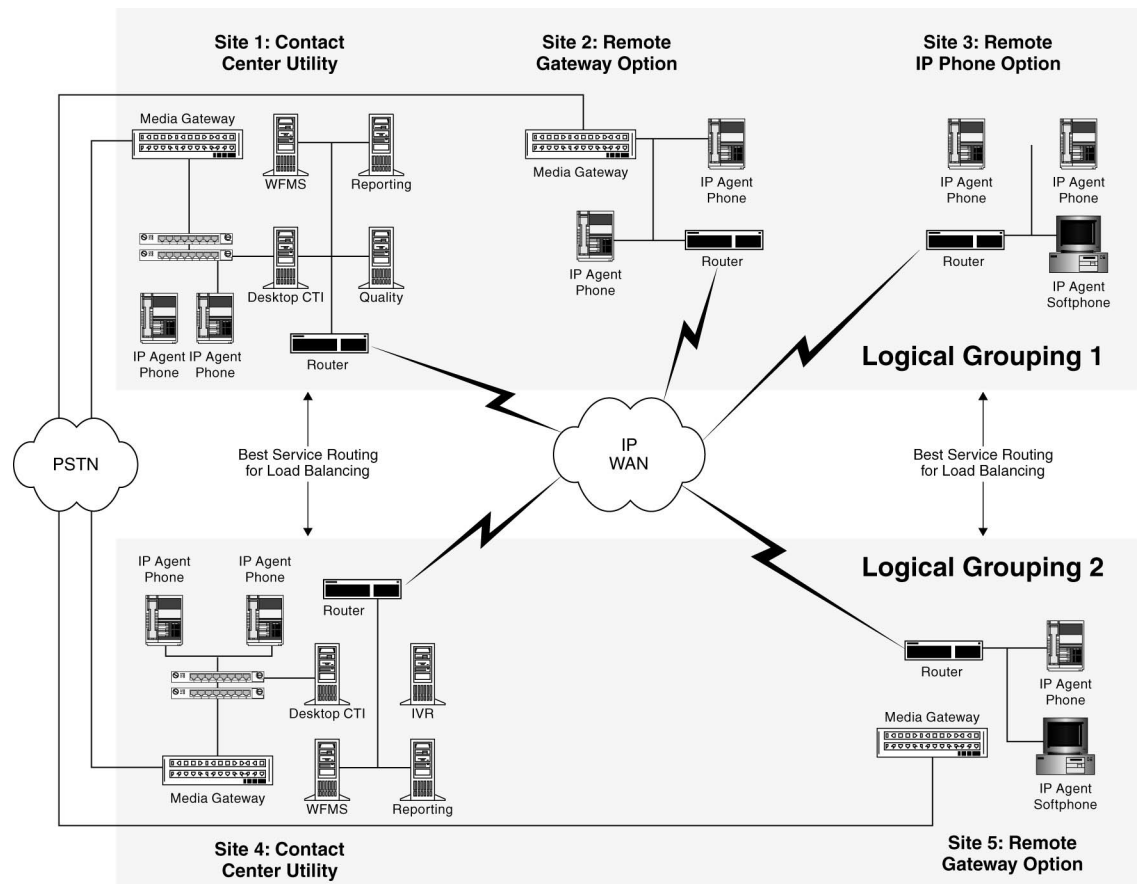 Site 1: Contact
Center Utility
Site 2: Remote
Gateway Option
Site 3: Remote
IP Phone Option
Media Gateway
WFMS
Reporting
Media Gateway
IP Agent
Phone
IP Agent
Phone
IP Agent
Phone
IP Agent
Phone
Router
Router
IP Agent
Softphone
Desktop CTI
Quality
IP Agent
Phone
IP Agent
Phone
Router
Logical Grouping 1
PSTN
Best Service Routing
for Load Balancing
IP
WAN
Best Service Routing
for Load Balancing
IP Agent
Phone
IP Agent
Phone
Router
Logical Grouping 2
Desktop CTI
IVR
Router
IP Agent
Phone
Media Gateway
Media Gateway
WFMS
Reporting
IP Agent
Softphone
Site 4: Contact
Center Utility
Site 5: Remote
Gateway Option